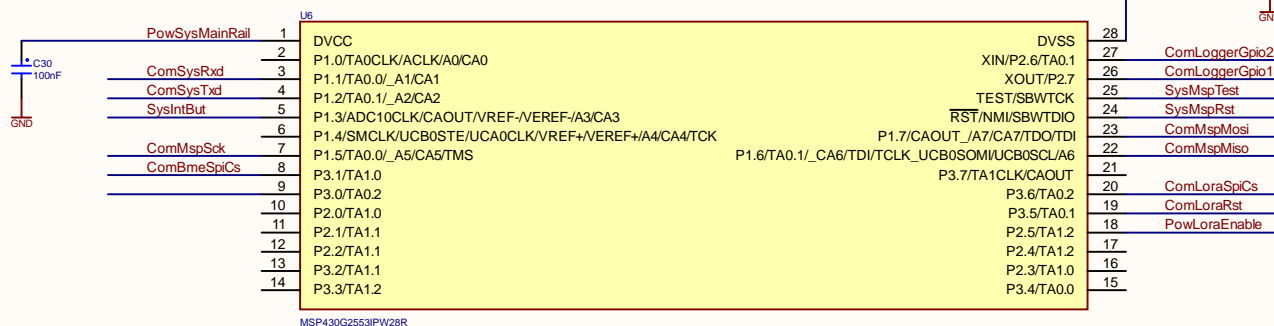 U6
GND
PowSysMainRail 1 DVCC DVSS 28
2 P1.0/TA0CLK/ACLK/A0/CA0 XIN/P2.6/TA0.1 27 ComLoggerGpio2
C30
100nF
ComSysRxd 3 P1.1/TA0.0/_A1/CA1 XOUT/P2.7 26 ComLoggerGpio1
ComSysTxd 4 P1.2/TA0.1/_A2/CA2 TEST/SBWTCK 25 SysMspTest
GND
SysIntBut 5 P1.3/ADC10CLK/CAOUT/VREF-/VEREF-/A3/CA3 RST/NMI/SBWTDIO 24 SysMspRst
6 P1.4/SMCLK/UCB0STE/UCA0CLK/VREF+/VEREF+/A4/CA4/TCK P1.7/CAOUT_/A7/CA7/TDO/TDI 23 ComMspMosi
ComMspSck 7 P1.5/TA0.0/_A5/CA5/TMS P1.6/TA0.1/_CA6/TDI/TCLK_UCB0SOMI/UCB0SCL/A6 22 ComMspMiso
ComBmeSpiCs 8 P3.1/TA1.0 P3.7/TA1CLK/CAOUT 21
9 P3.0/TA0.2 P3.6/TA0.2 20 ComLoraSpiCs
10 P2.0/TA1.0 P3.5/TA0.1 19 ComLoraRst
11 P2.1/TA1.1 P2.5/TA1.2 18 PowLoraEnable
12 P2.2/TA1.1 P2.4/TA1.2 17
13 P3.2/TA1.1 P2.3/TA1.0 16
14 P3.3/TA1.2 P3.4/TA0.0 15
MSP430G2553IPW28R